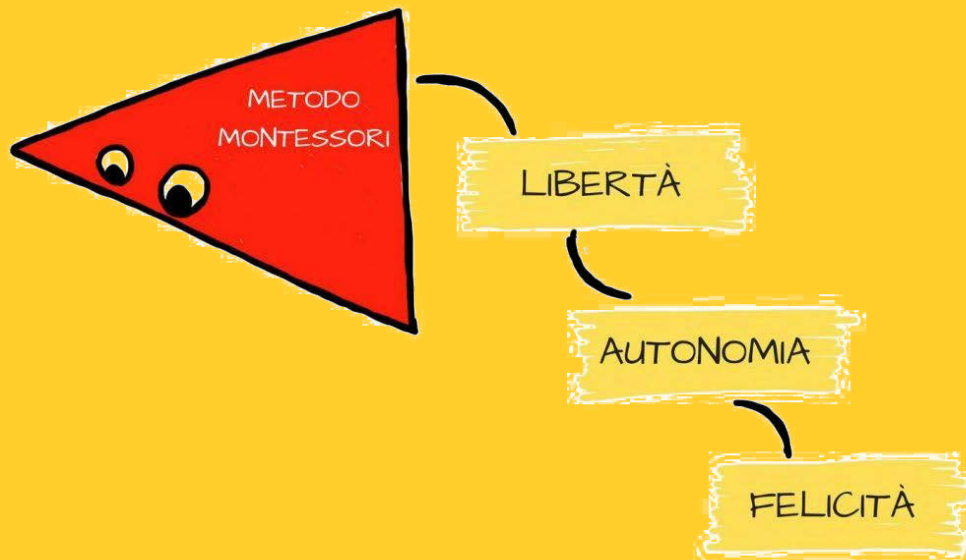 METODO
MONTESSORI
LIBERTÀ
AUTONOMIA
FELICITÀ